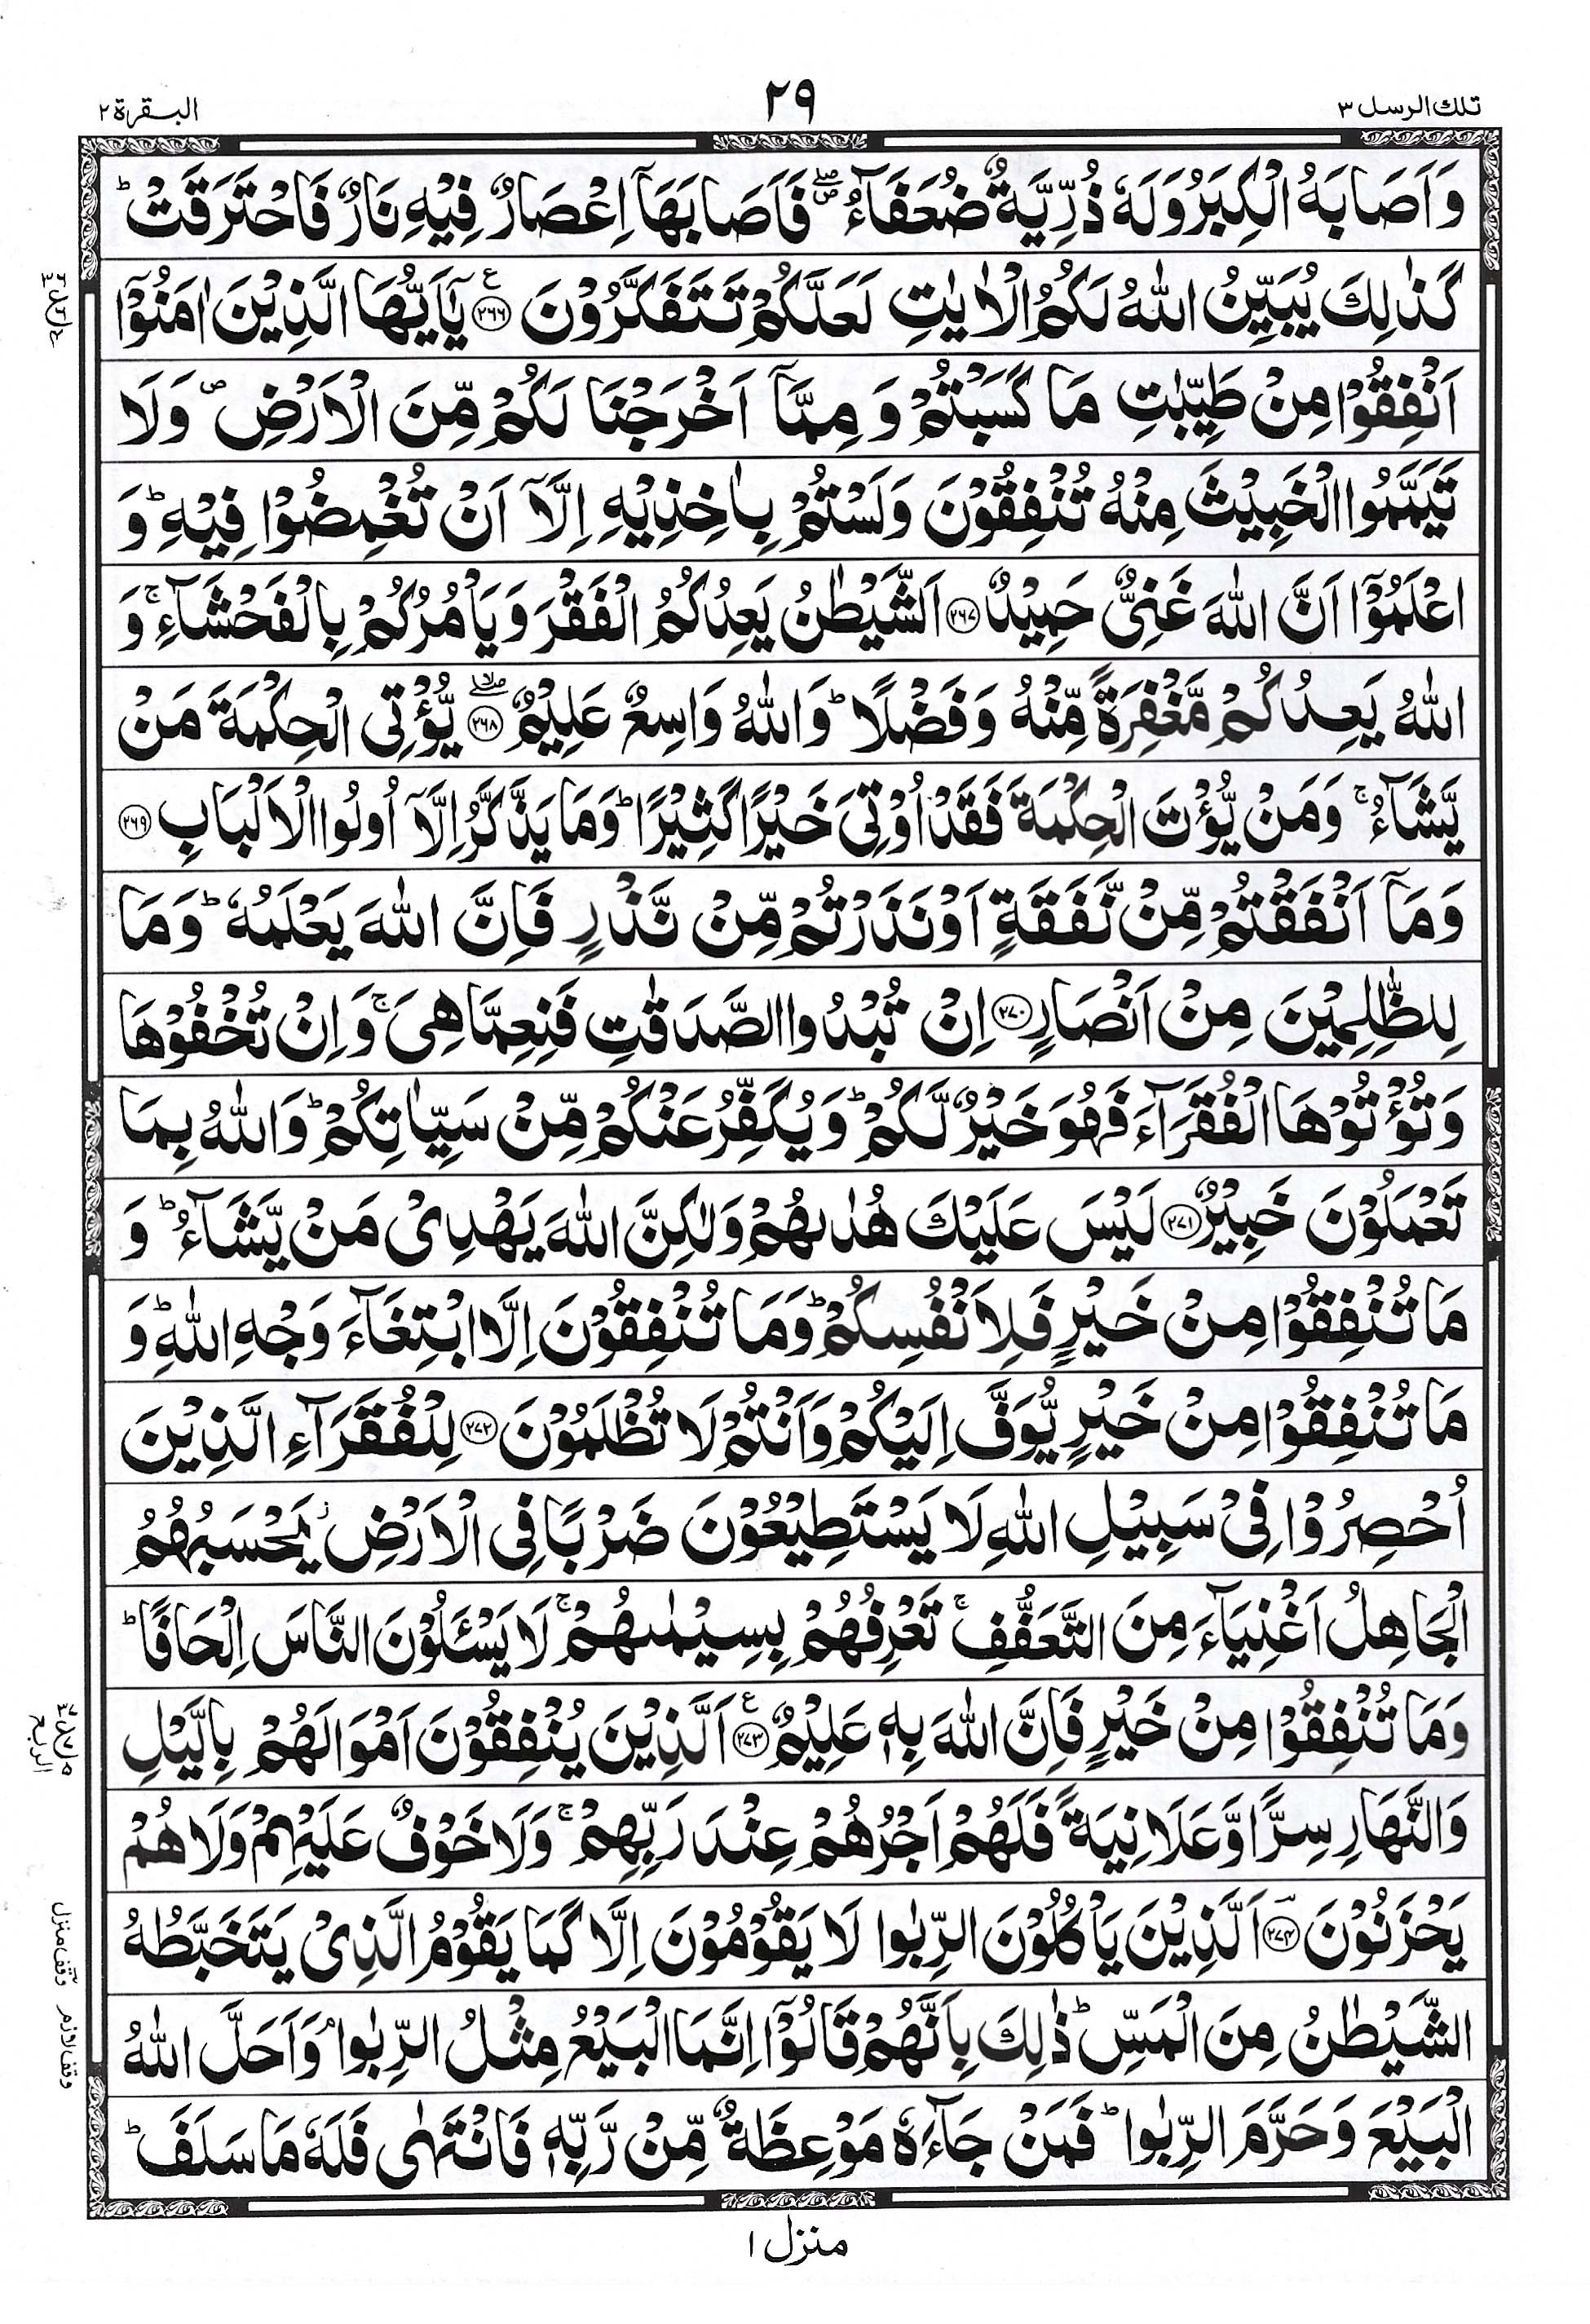 تلك الرسل ٣
٢٩
البقرة ٢
وَاَصَابَهُ الْكِبَرُ وَلَهٗ ذُرِّيَّةٌ ضُعَفَآءُ ۖ فَاَصَابَهَاۤ اِعْصَارٌ فِيْهِ نَارٌ فَاحْتَرَقَتْ ؕ
كَذٰلِكَ يُبَيِّنُ اللّٰهُ لَكُمُ الْاٰيٰتِ لَعَلَّكُمْ تَتَفَكَّرُوْنَ ﴿٢٦٦﴾ع يٰۤاَيُّهَا الَّذِيْنَ اٰمَنُوْۤا
اَنْفِقُوْا مِنْ طَيِّبٰتِ مَا كَسَبْتُمْ وَ مِمَّاۤ اَخْرَجْنَا لَكُمْ مِّنَ الْاَرْضِ ۪ وَلَا
تَيَمَّمُوا الْخَبِيْثَ مِنْهُ تُنْفِقُوْنَ وَلَسْتُمْ بِاٰخِذِيْهِ اِلَّاۤ اَنْ تُغْمِضُوْا فِيْهِ ؕ وَ
اعْلَمُوْۤا اَنَّ اللّٰهَ غَنِىٌّ حَمِيْدٌ ﴿٢٦٧﴾ اَلشَّيْطٰنُ يَعِدُكُمُ الْفَقْرَ وَيَاْمُرُكُمْ بِالْفَحْشَآءِ ۚ وَ
اللّٰهُ يَعِدُكُمْ مَّغْفِرَةً مِّنْهُ وَفَضْلًا ؕ وَاللّٰهُ وَاسِعٌ عَلِيْمٌ ﴿٢٦٨﴾ۖۙ يُّؤْتِى الْحِكْمَةَ مَنْ
يَّشَآءُ ۚ وَمَنْ يُّؤْتَ الْحِكْمَةَ فَقَدْ اُوْتِىَ خَيْرًا كَثِيْرًا ؕ وَمَا يَذَّكَّرُ اِلَّاۤ اُولُوا الْاَلْبَابِ ﴿٢٦٩﴾
وَمَاۤ اَنْفَقْتُمْ مِّنْ نَّفَقَةٍ اَوْ نَذَرْتُمْ مِّنْ نَّذْرٍ فَاِنَّ اللّٰهَ يَعْلَمُهٗ ؕ وَمَا
لِلظّٰلِمِيْنَ مِنْ اَنْصَارٍ ﴿٢٧٠﴾ اِنْ تُبْدُوا الصَّدَقٰتِ فَنِعِمَّا هِىَ ۚ وَاِنْ تُخْفُوْهَا
وَتُؤْتُوْهَا الْفُقَرَآءَ فَهُوَ خَيْرٌ لَّكُمْ ؕ وَيُكَفِّرُ عَنْكُمْ مِّنْ سَيِّاٰتِكُمْ ؕ وَاللّٰهُ بِمَا
تَعْمَلُوْنَ خَبِيْرٌ ﴿٢٧١﴾ لَيْسَ عَلَيْكَ هُدٰىهُمْ وَلٰكِنَّ اللّٰهَ يَهْدِىْ مَنْ يَّشَآءُ ؕ وَ
مَا تُنْفِقُوْا مِنْ خَيْرٍ فَلِاَنْفُسِكُمْ ؕ وَمَا تُنْفِقُوْنَ اِلَّا ابْتِغَآءَ وَجْهِ اللّٰهِ ؕ وَ
مَا تُنْفِقُوْا مِنْ خَيْرٍ يُّوَفَّ اِلَيْكُمْ وَاَنْتُمْ لَا تُظْلَمُوْنَ ﴿٢٧٢﴾ لِلْفُقَرَآءِ الَّذِيْنَ
اُحْصِرُوْا فِىْ سَبِيْلِ اللّٰهِ لَا يَسْتَطِيْعُوْنَ ضَرْبًا فِى الْاَرْضِ ؗ يَحْسَبُهُمُ
الْجَاهِلُ اَغْنِيَآءَ مِنَ التَّعَفُّفِ ۚ تَعْرِفُهُمْ بِسِيْمٰىهُمْ ۚ لَا يَسْـَٔلُوْنَ النَّاسَ اِلْحَافًا ؕ
وَمَا تُنْفِقُوْا مِنْ خَيْرٍ فَاِنَّ اللّٰهَ بِهٖ عَلِيْمٌ ﴿٢٧٣﴾ع اَلَّذِيْنَ يُنْفِقُوْنَ اَمْوَالَهُمْ بِالَّيْلِ
وَالنَّهَارِ سِرًّا وَّعَلَانِيَةً فَلَهُمْ اَجْرُهُمْ عِنْدَ رَبِّهِمْ ۚ وَلَا خَوْفٌ عَلَيْهِمْ وَلَا هُمْ
يَحْزَنُوْنَ ﴿٢٧٤﴾ اَلَّذِيْنَ يَاْكُلُوْنَ الرِّبٰوا لَا يَقُوْمُوْنَ اِلَّا كَمَا يَقُوْمُ الَّذِىْ يَتَخَبَّطُهُ
الشَّيْطٰنُ مِنَ الْمَسِّ ؕ ذٰلِكَ بِاَنَّهُمْ قَالُوْۤا اِنَّمَا الْبَيْعُ مِثْلُ الرِّبٰوا ۘ وَاَحَلَّ اللّٰهُ
الْبَيْعَ وَحَرَّمَ الرِّبٰوا ؕ فَمَنْ جَآءَهٗ مَوْعِظَةٌ مِّنْ رَّبِّهٖ فَانْتَهٰى فَلَهٗ مَا سَلَفَ ؕ
الربع
وقف منزل
وقف لازم
منزل ١